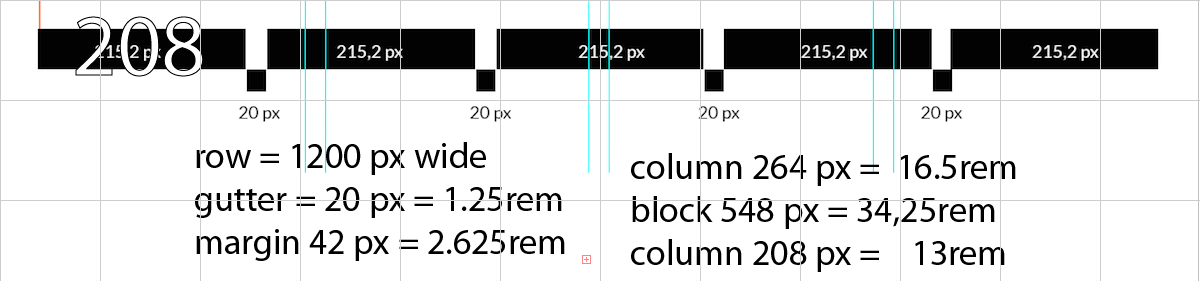 208
215,2 px
215,2 px
215,2 px
215,2 px
215,2 px
20 px
20 px
20 px
20 px
row = 1200 px wide
gutter = 20 px = 1.25rem
margin 42 px = 2.625rem
column 264 px = 16.5rem
block 548 px = 34,25rem
column 208 px = 13rem